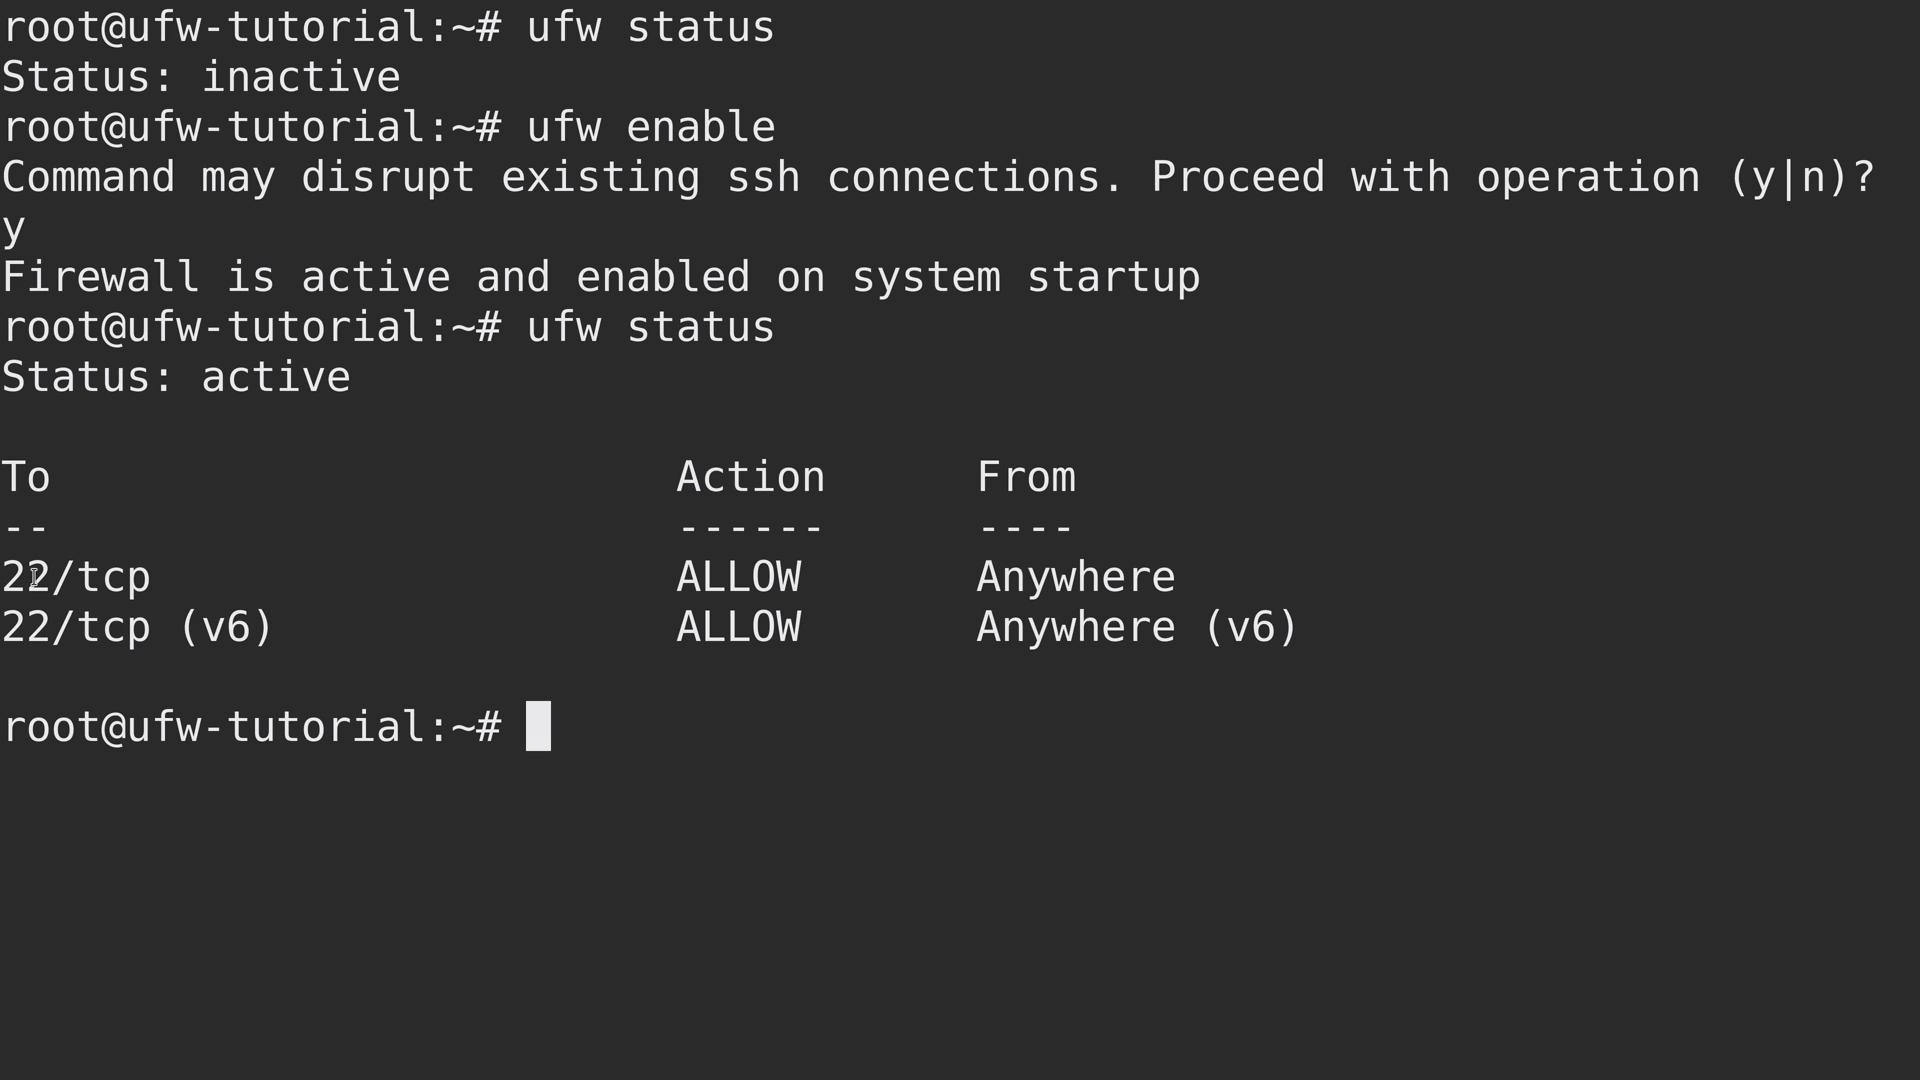 root@ufw-tutorial:~# ufw status
Status: inactive
root@ufw-tutorial:~# ufw enable
Command may disrupt existing ssh connections. Proceed with operation (y|n)?
y
Firewall is active and enabled on system startup
root@ufw-tutorial:~# ufw status
Status: active
To                         Action      From
--                         ------      ----
22/tcp                     ALLOW       Anywhere
22/tcp (v6)                ALLOW       Anywhere (v6)
root@ufw-tutorial:~#